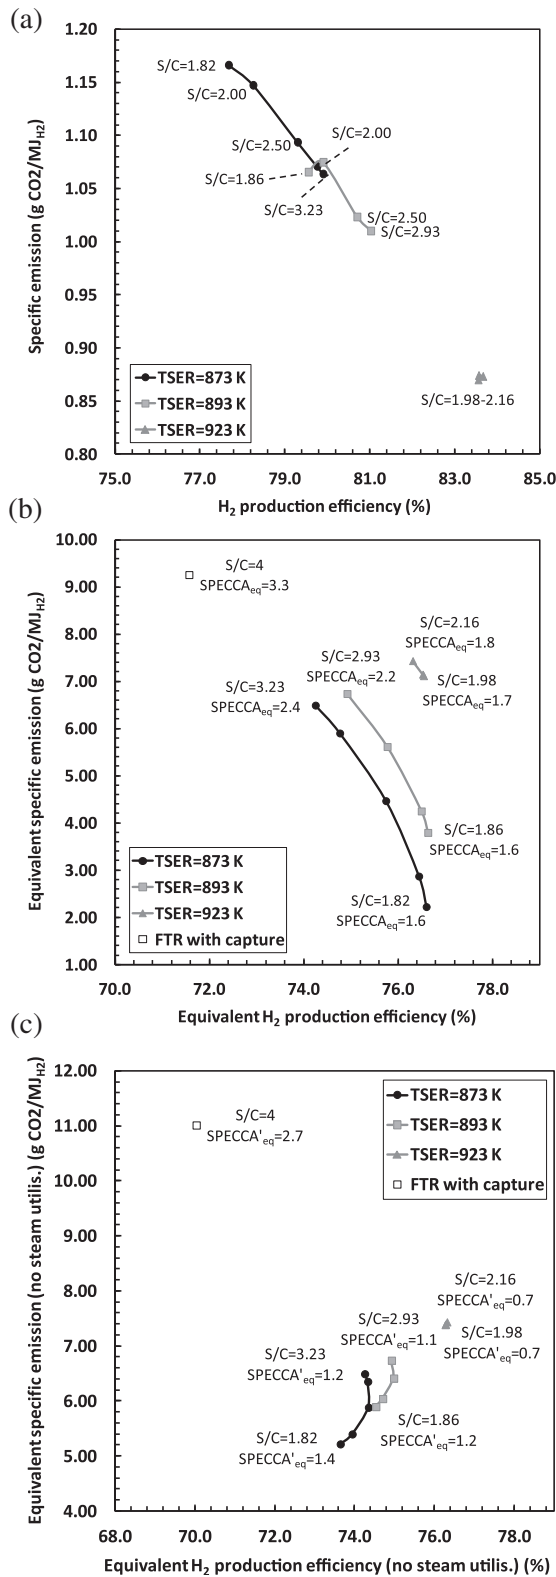 (a)
1.20
1.15
1.10
1.05
1.00
0.95
0.90
0.85
0.80
Specific emission (g CO2/MJH2)
S/C=1.82
S/C=2.00
S/C=2.50
S/C=2.00
S/C=1.86
S/C=3.23
S/C=2.50
S/C=2.93
S/C=1.98-2.16
TSER=873 K
TSER=893 K
TSER=923 K
75.0 77.0 79.0 81.0 83.0 85.0
H2 production efficiency (%)
(b)
10.00
9.00
8.00
7.00
6.00
5.00
4.00
3.00
2.00
1.00
Equivalent specific emission (g CO2/MJH2)
S/C=4
SPECCAeq=3.3
S/C=2.16
SPECCAeq=1.8
S/C=2.93
SPECCAeq=2.2
S/C=1.98
SPECCAeq=1.7
S/C=3.23
SPECCAeq=2.4
S/C=1.86
SPECCAeq=1.6
S/C=1.82
SPECCAeq=1.6
TSER=873 K
TSER=893 K
TSER=923 K
FTR with capture
70.0 72.0 74.0 76.0 78.0
Equivalent H2 production efficiency (%)
(c)
12.00
11.00
10.00
9.00
8.00
7.00
6.00
5.00
4.00
Equivalent specific emission (no steam utilis.) (g CO2/MJH2)
TSER=873 K
TSER=893 K
TSER=923 K
FTR with capture
S/C=4
SPECCA'eq=2.7
S/C=2.16
SPECCA'eq=0.7
S/C=2.93
SPECCA'eq=1.1
S/C=1.98
SPECCA'eq=0.7
S/C=3.23
SPECCA'eq=1.2
S/C=1.86
SPECCA'eq=1.2
S/C=1.82
SPECCA'eq=1.4
68.0 70.0 72.0 74.0 76.0 78.0
Equivalent H2 production efficiency (no steam utilis.) (%)